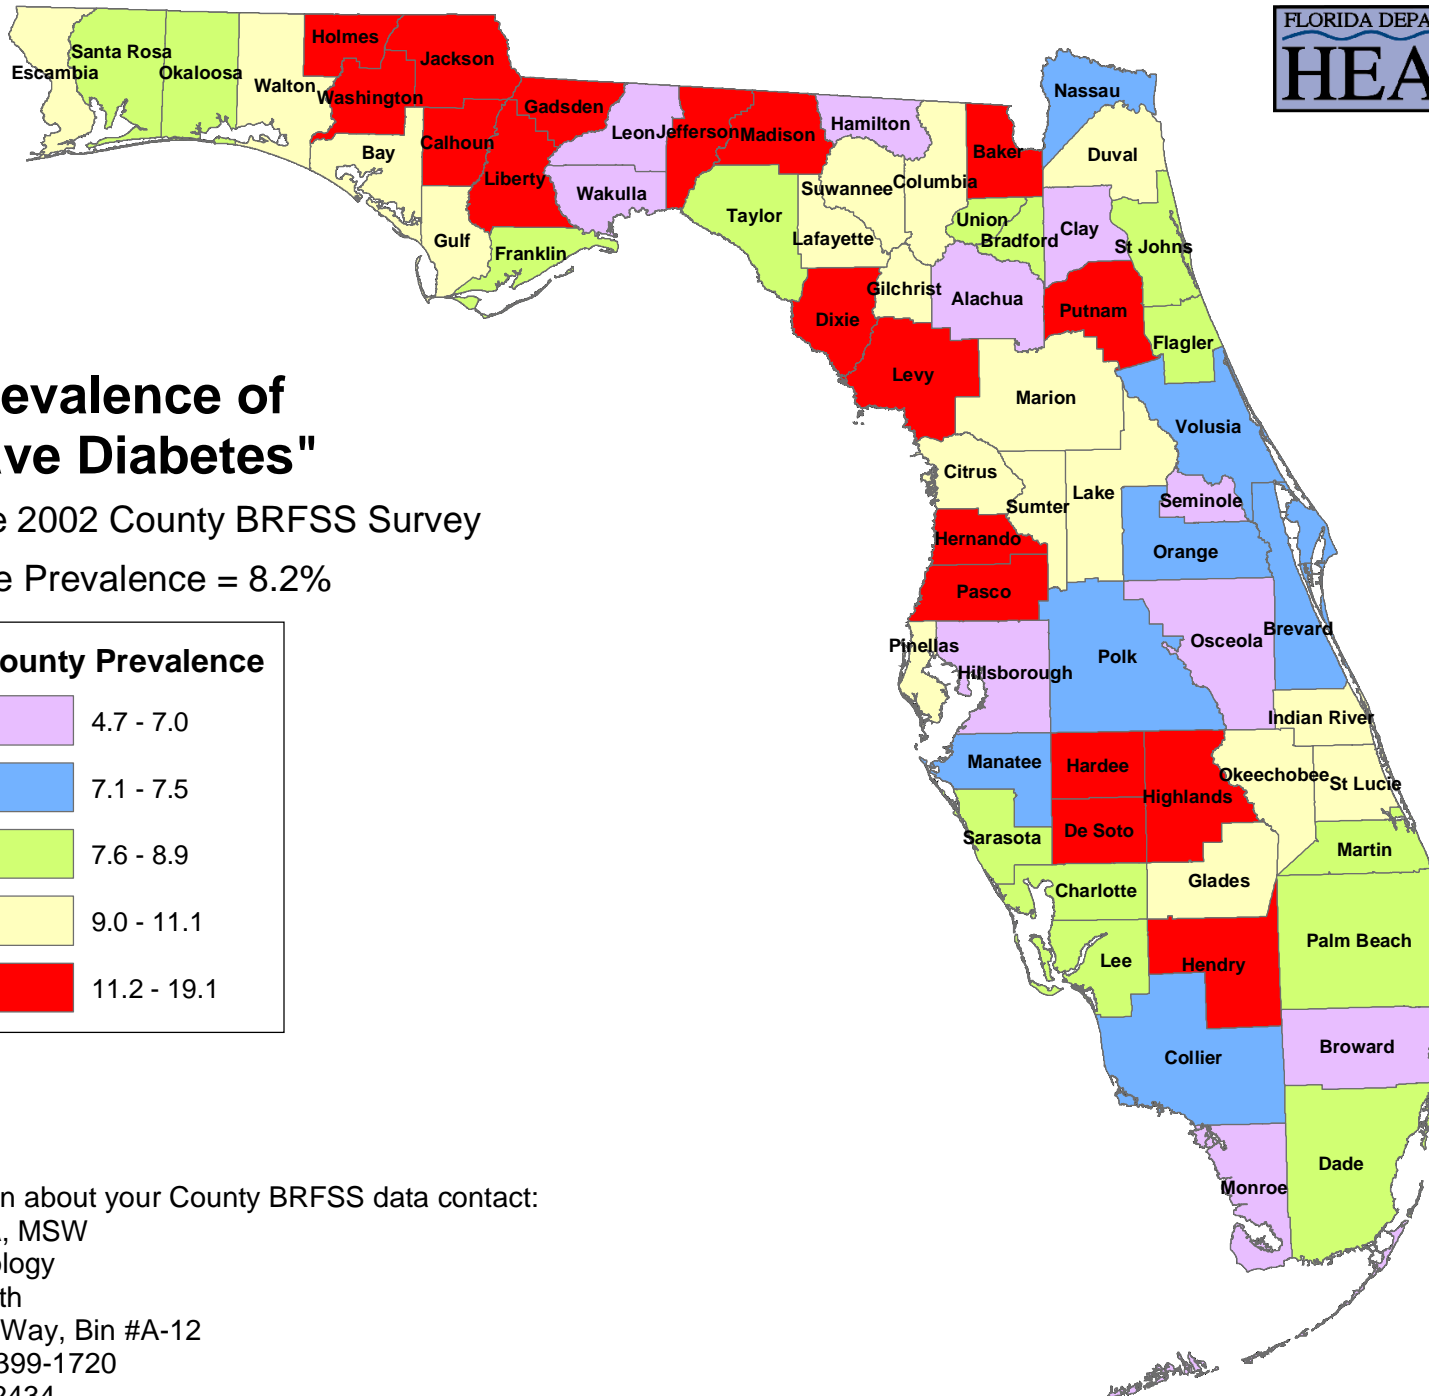 FLORIDA DEPA
HEA
Holmes
Jackson
Santa Rosa
Escambia
Okaloosa
Walton
Washington
Gadsden
Nassau
Leon
Jefferson
Madison
Hamilton
Calhoun
Bay
Baker
Duval
Liberty
Wakulla
Suwannee
Columbia
Taylor
Union
Clay
Gulf
Franklin
Lafayette
Bradford
St Johns
Gilchrist
Alachua
Dixie
Putnam
Flagler
Levy
Marion
Volusia
Citrus
Lake
Seminole
Sumter
Hernando
Orange
Pasco
Brevard
Pinellas
Osceola
Polk
Hillsborough
Indian River
Manatee
Hardee
Okeechobee
St Lucie
Highlands
De Soto
Sarasota
Martin
Glades
Charlotte
Palm Beach
Lee
Hendry
Broward
Collier
Dade
Monroe
evalence of
ve Diabetes"
e 2002 County BRFSS Survey
e Prevalence = 8.2%
ounty Prevalence
4.7 - 7.0
7.1 - 7.5
7.6 - 8.9
9.0 - 11.1
11.2 - 19.1
n about your County BRFSS data contact:
, MSW
ology
th
Way, Bin #A-12
399-1720
2434